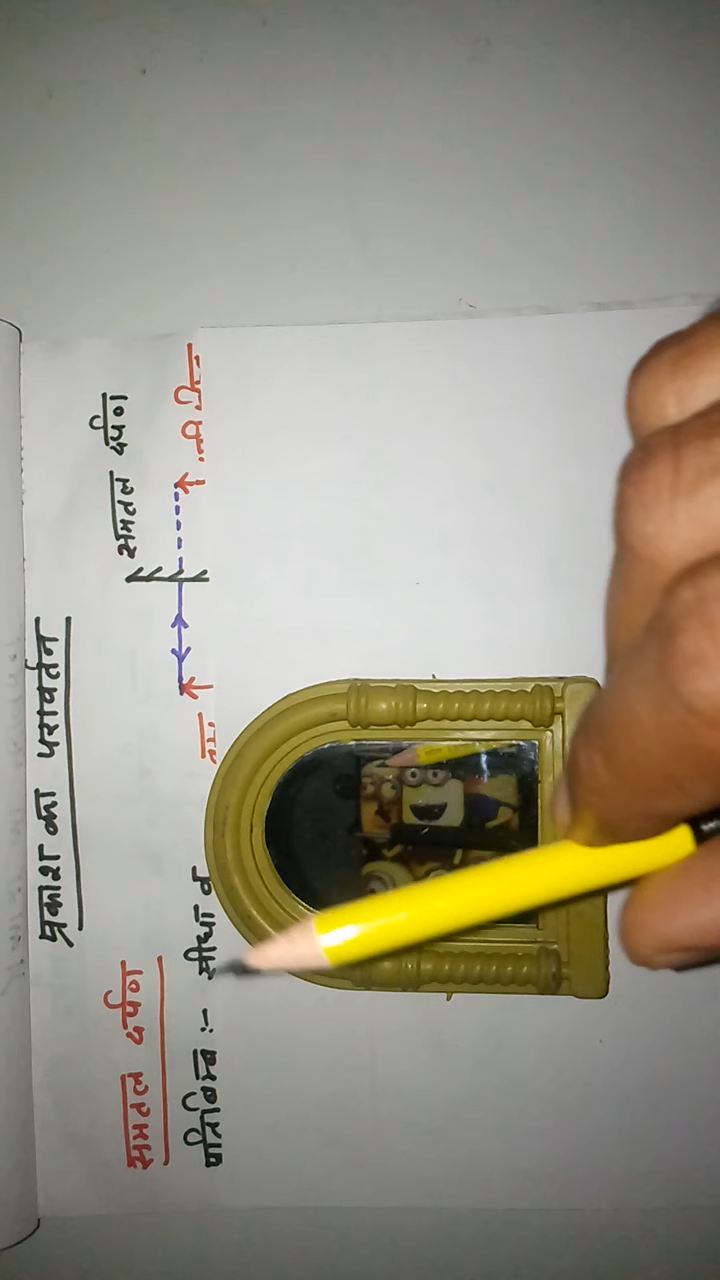 प्रकाश का परावर्तन
समतल दर्पण
समतल दर्पण
प्रतिबिम्ब :- सीधा व